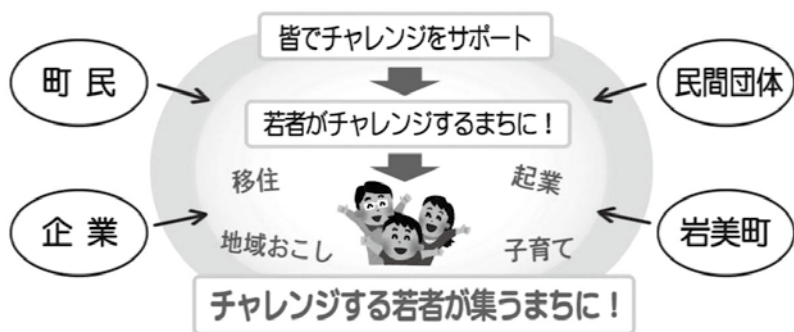 皆でチャレンジをサポート
町民
民間団体
若者がチャレンジするまちに！
移住
起業
企業
岩美町
地域おこし
子育て
チャレンジする若者が集うまちに！